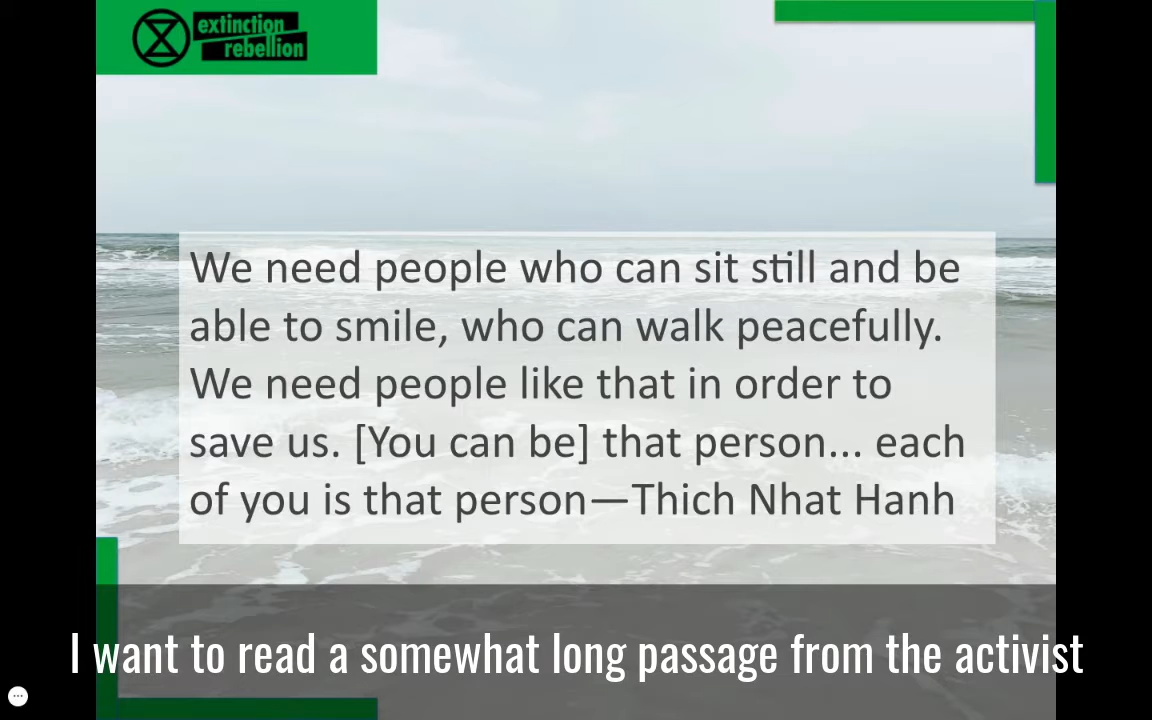 extinction
rebellion
We need people who can sit still and be
able to smile, who can walk peacefully.
We need people like that in order to
save us. [You can be] that person... each
of you is that person—Thich Nhat Hanh
I want to read a somewhat long passage from the activist